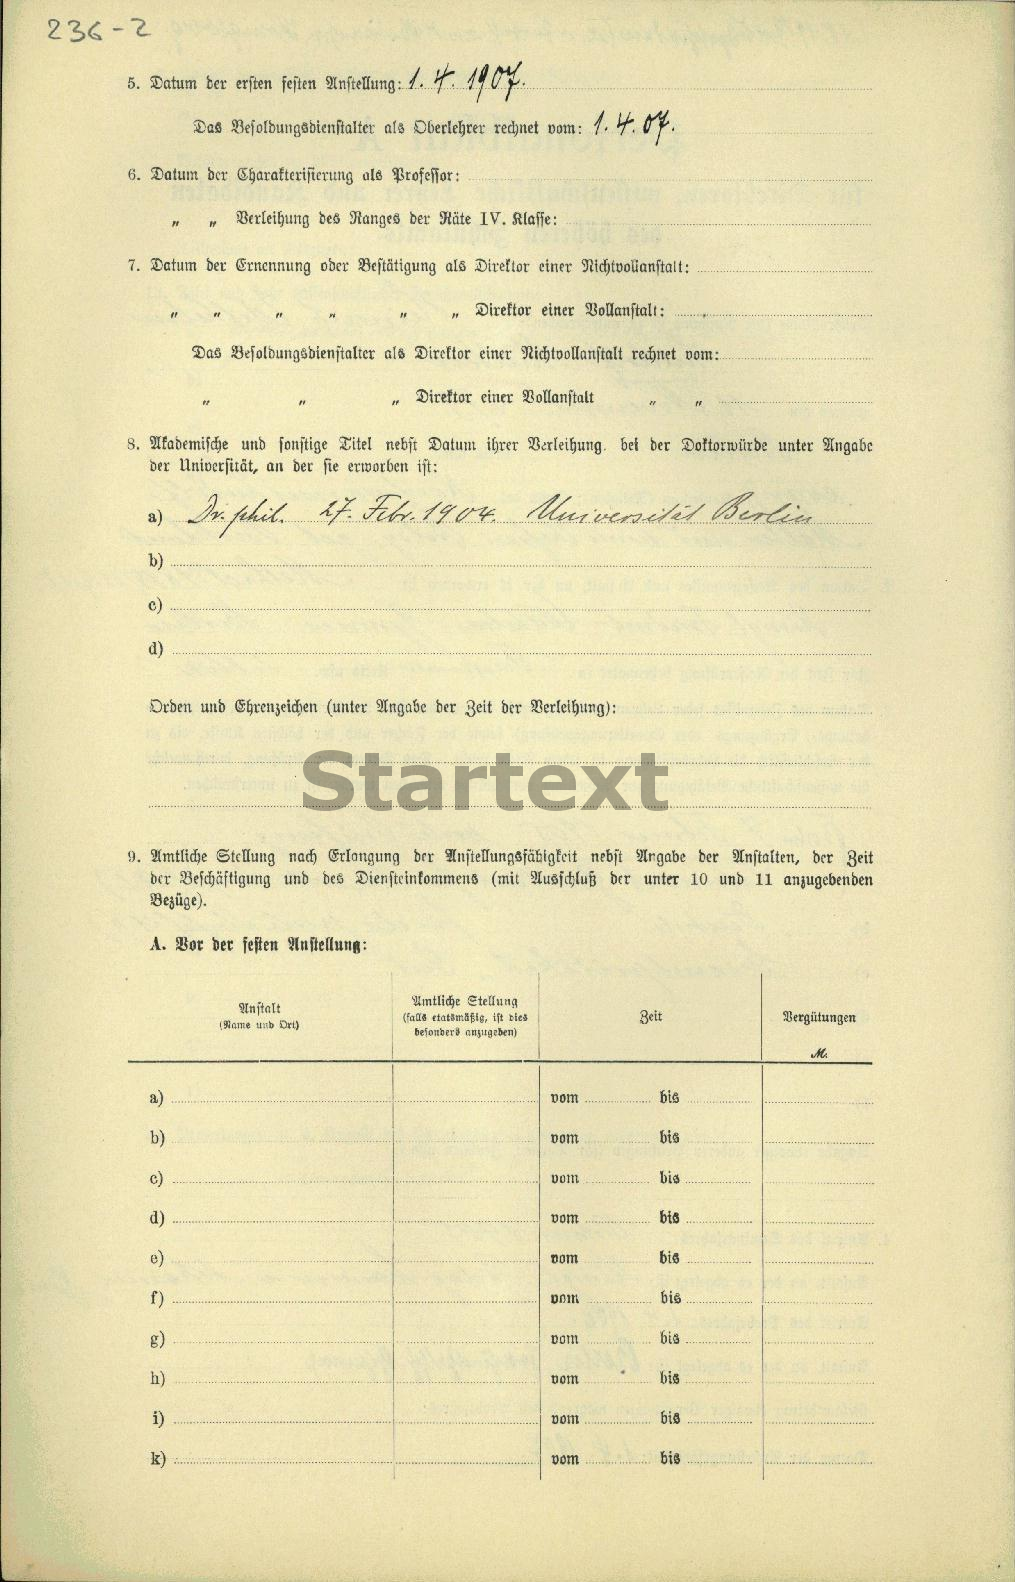 236-2
5. Datum der ersten festen Anstellung: 1. 4. 1907.
Das Besoldungsdienstalter als Oberlehrer rechnet vom: 1. 4. 07.
6. Datum der Charakterisierung als Professor:
„ „ Verleihung des Ranges der Räte IV. Klasse:
7. Datum der Ernennung oder Bestätigung als Direktor einer Nichtvollanstalt:
„ „ „ „ „ „ Direktor einer Vollanstalt:
Das Besoldungsdienstalter als Direktor einer Nichtvollanstalt rechnet vom:
„ „ „ Direktor einer Vollanstalt „ „
8. Akademische und sonstige Titel nebst Datum ihrer Verleihung. bei der Doktorwürde unter Angabe
der Universität, an der sie erworben ist:
a) Dr. phil. 27. Febr. 1904. Universität Berlin
b)
c)
d)
Orden und Ehrenzeichen (unter Angabe der Zeit der Verleihung):
Startext
9. Amtliche Stellung nach Erlangung der Anstellungsfähigkeit nebst Angabe der Anstalten, der Zeit
der Beschäftigung und des Diensteinkommens (mit Ausschluß der unter 10 und 11 anzugebenden
Bezüge).
A. Vor der festen Anstellung:
Anstalt
(Name und Ort)
Amtliche Stellung
(falls etatsmäßig, ist dies
besonders anzugeben)
Zeit
Vergütungen
M.
a) vom bis
b) vom bis
c) vom bis
d) vom bis
e) vom bis
f) vom bis
g) vom bis
h) vom bis
i) vom bis
k) vom bis